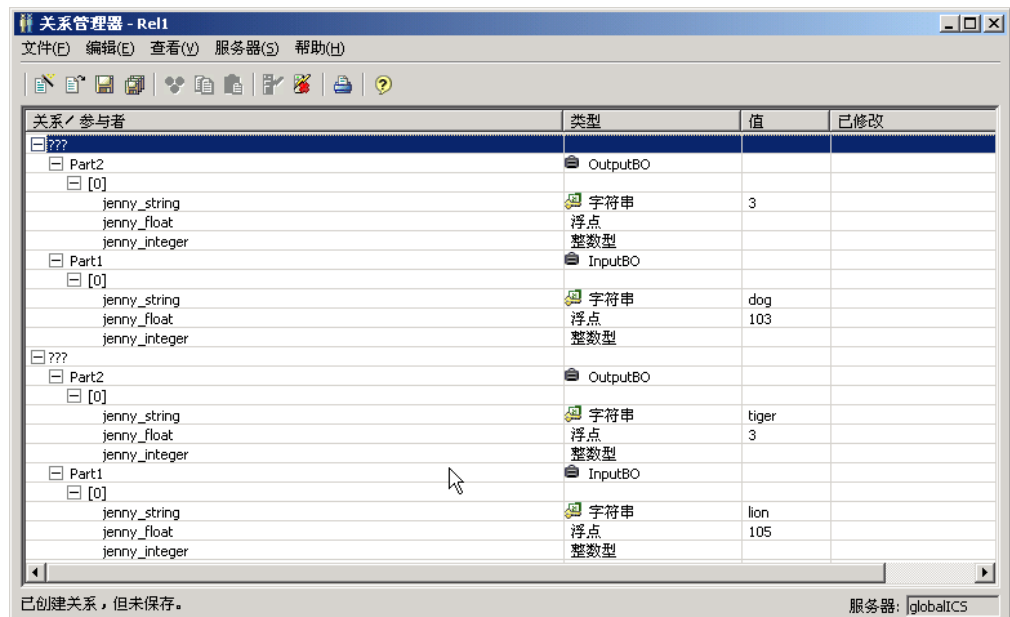 关系管理器 - Rel1
文件(F) 编辑(E) 查看(V) 服务器(S) 帮助(H)
关系/ 参与者 类型 值 已修改
???
Part2 OutputBO
[0]
jenny_string 字符串 3
jenny_float 浮点
jenny_integer 整数型
Part1 InputBO
[0]
jenny_string 字符串 dog
jenny_float 浮点 103
jenny_integer 整数型
???
Part2 OutputBO
[0]
jenny_string 字符串 tiger
jenny_float 浮点 3
jenny_integer 整数型
Part1 InputBO
[0]
jenny_string 字符串 lion
jenny_float 浮点 105
jenny_integer 整数型
已创建关系，但未保存。 服务器: globalICS